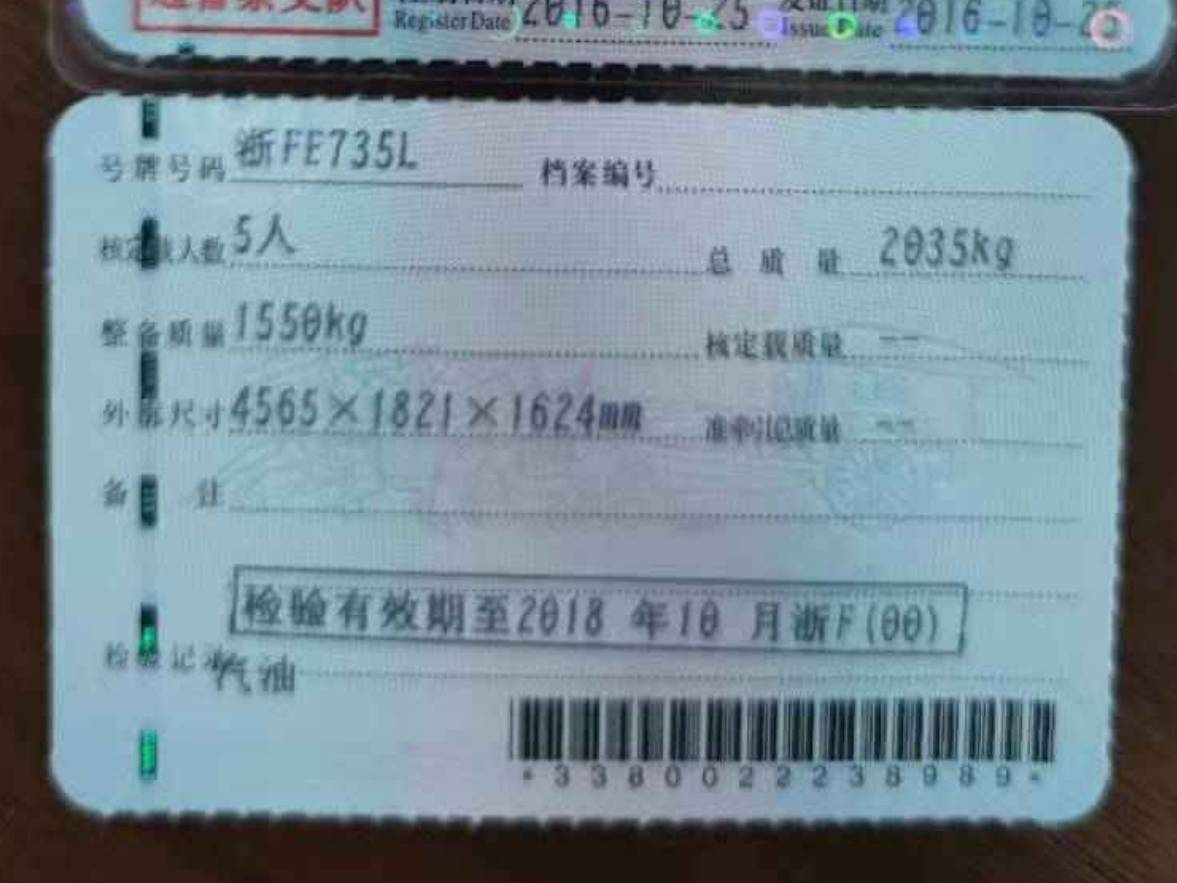 Register Date 2016-10-25 Issue Date 2016-10-25
号牌号码 浙FE735L 档案编号
核定载人数 5人 总质量 2035kg
整备质量 1550kg 核定载质量 --
外廓尺寸 4565×1821×1624mm 准牵引总质量 --
备注
检验有效期至2018 年10 月浙F(00)
检验记录 汽油
*3380022238989*